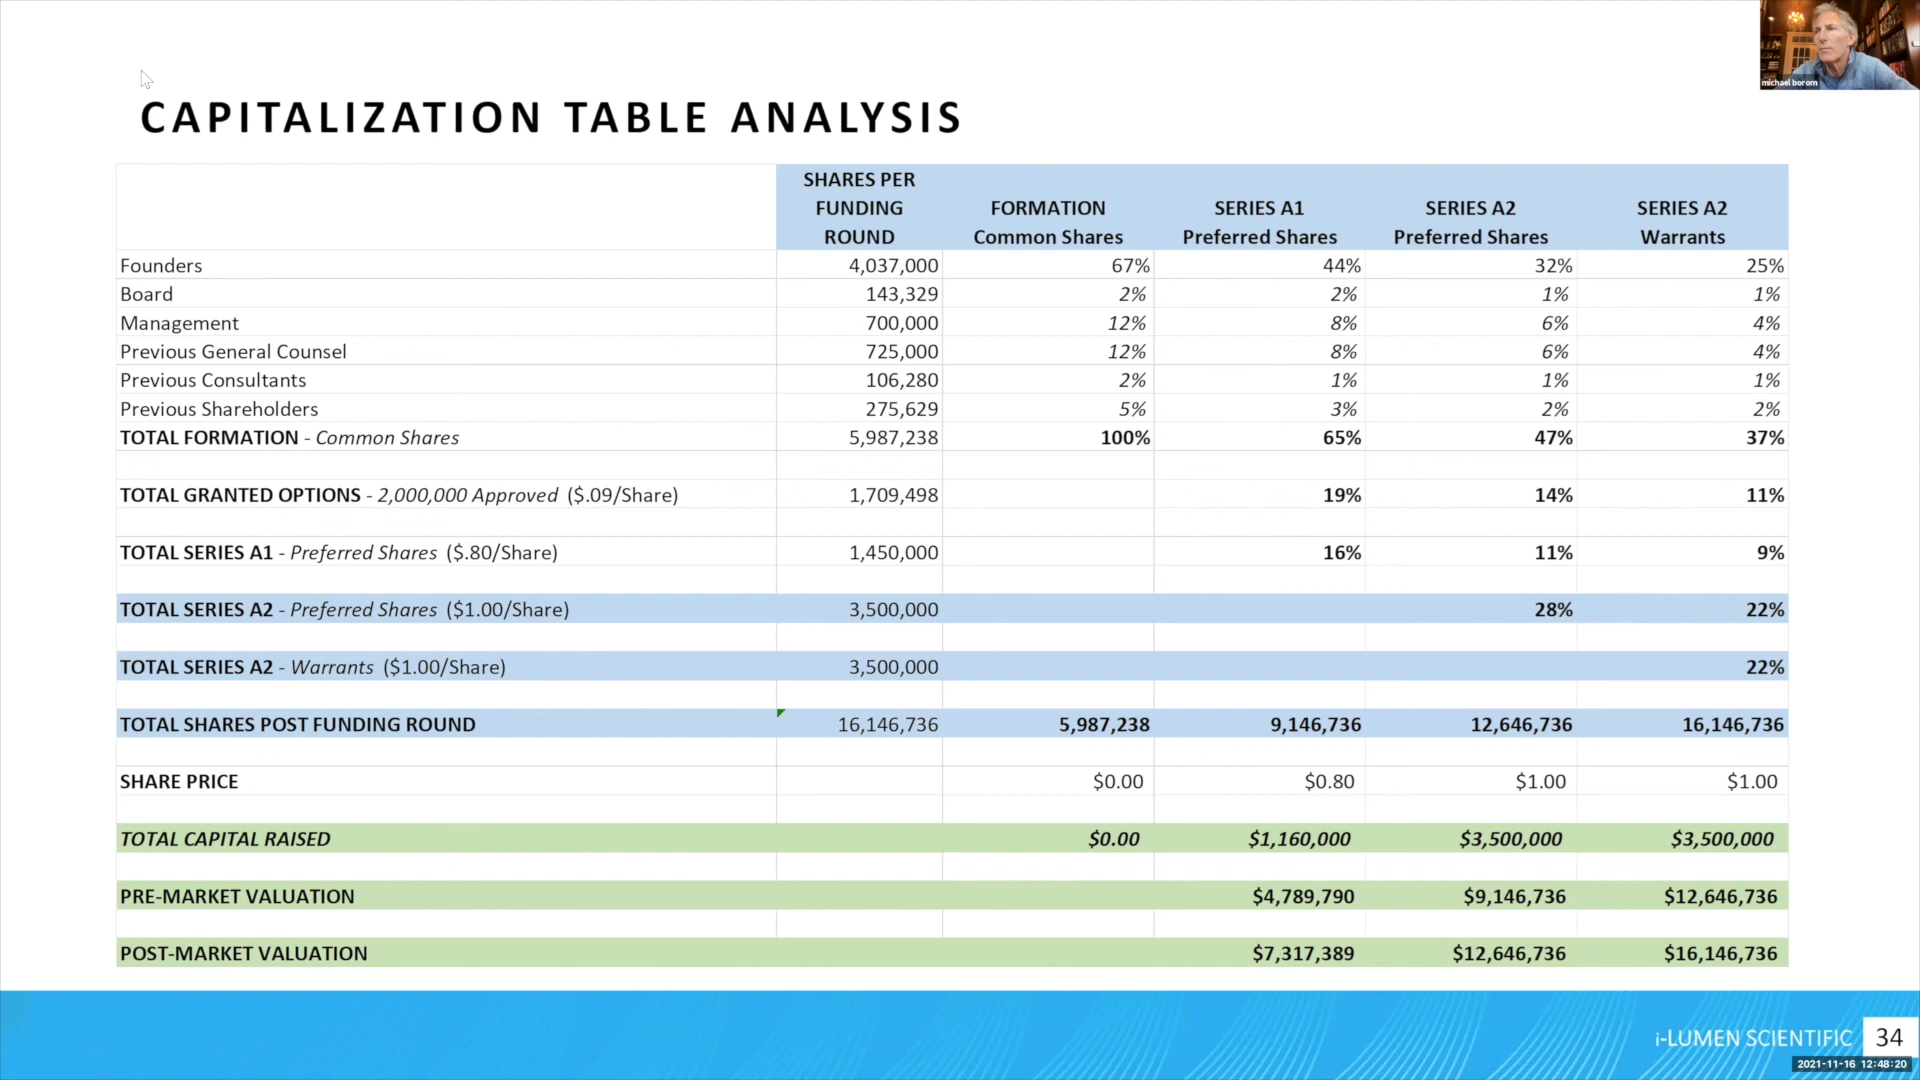 michael borom
CAPITALIZATION TABLE ANALYSIS
SHARES PER FUNDING ROUND FORMATION Common Shares SERIES A1 Preferred Shares SERIES A2 Preferred Shares SERIES A2 Warrants
Founders 4,037,000 67% 44% 32% 25%
Board 143,329 2% 2% 1% 1%
Management 700,000 12% 8% 6% 4%
Previous General Counsel 725,000 12% 8% 6% 4%
Previous Consultants 106,280 2% 1% 1% 1%
Previous Shareholders 275,629 5% 3% 2% 2%
TOTAL FORMATION - Common Shares 5,987,238 100% 65% 47% 37%
TOTAL GRANTED OPTIONS - 2,000,000 Approved ($.09/Share) 1,709,498 19% 14% 11%
TOTAL SERIES A1 - Preferred Shares ($.80/Share) 1,450,000 16% 11% 9%
TOTAL SERIES A2 - Preferred Shares ($1.00/Share) 3,500,000 28% 22%
TOTAL SERIES A2 - Warrants ($1.00/Share) 3,500,000 22%
TOTAL SHARES POST FUNDING ROUND 16,146,736 5,987,238 9,146,736 12,646,736 16,146,736
SHARE PRICE $0.00 $0.80 $1.00 $1.00
TOTAL CAPITAL RAISED $0.00 $1,160,000 $3,500,000 $3,500,000
PRE-MARKET VALUATION $4,789,790 $9,146,736 $12,646,736
POST-MARKET VALUATION $7,317,389 $12,646,736 $16,146,736
i-LUMEN SCIENTIFIC 34
2021-11-16 12:48:20